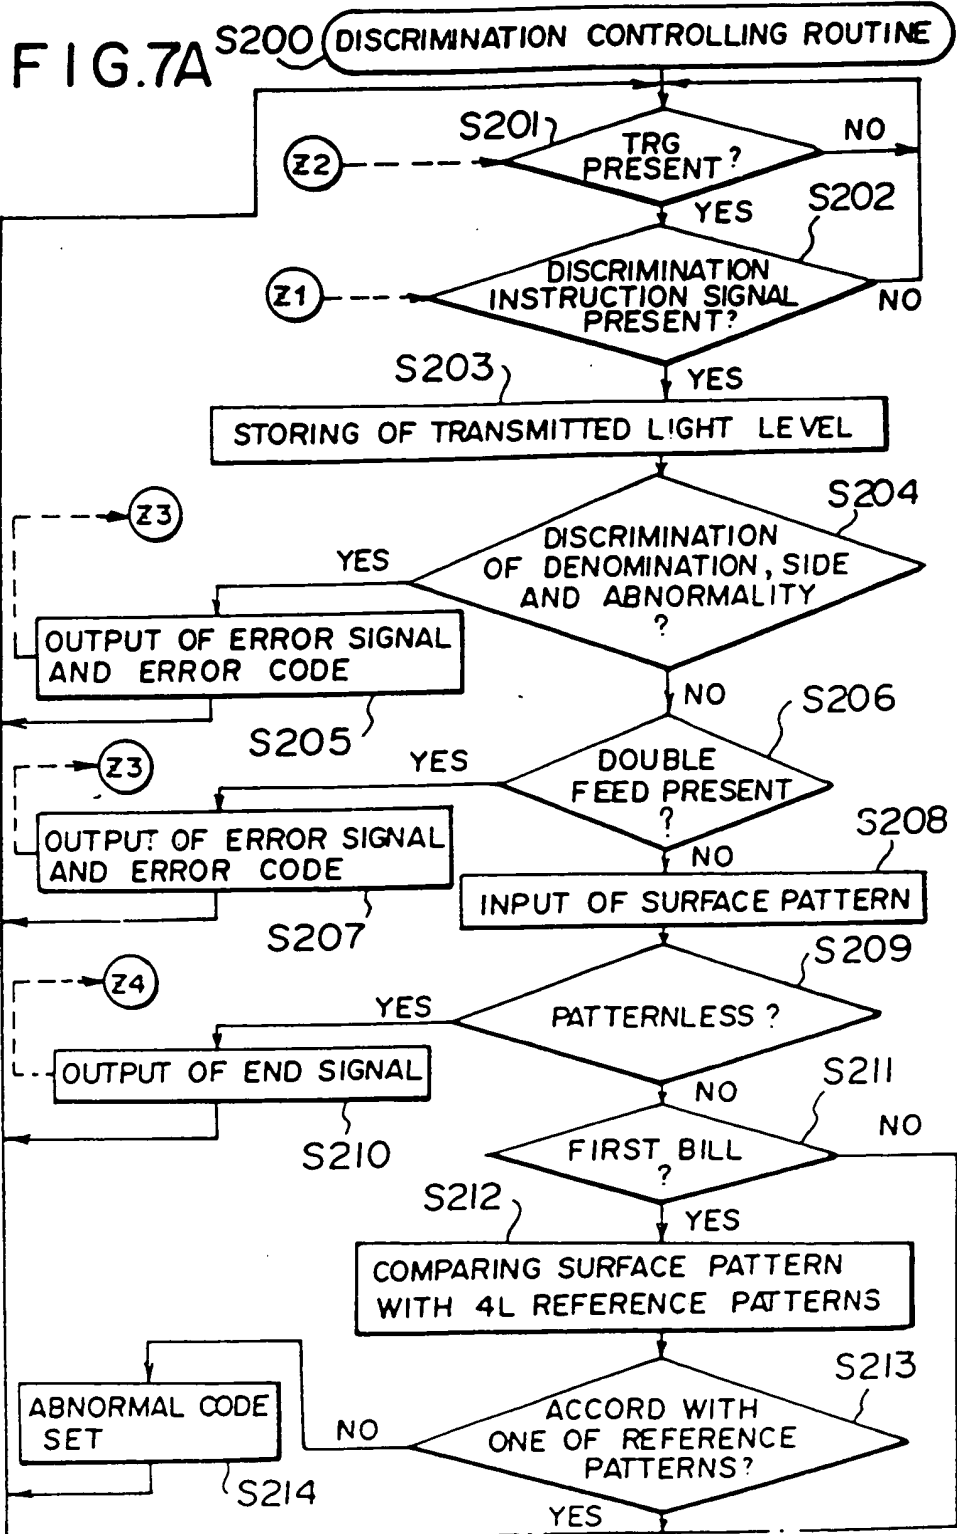 FIG.7A
S200
DISCRIMINATION CONTROLLING ROUTINE
S201
TRG
PRESENT?
NO
Z2
YES
S202
DISCRIMINATION
INSTRUCTION SIGNAL
PRESENT?
NO
Z1
S203
YES
STORING OF TRANSMITTED LIGHT LEVEL
S204
Z3
DISCRIMINATION
OF DENOMINATION, SIDE
AND ABNORMALITY
?
YES
OUTPUT OF ERROR SIGNAL
AND ERROR CODE
S205
NO
S206
Z3
YES
DOUBLE
FEED PRESENT
?
OUTPUT OF ERROR SIGNAL
AND ERROR CODE
S207
NO
S208
INPUT OF SURFACE PATTERN
S209
Z4
YES
PATTERNLESS ?
OUTPUT OF END SIGNAL
S210
NO
S211
FIRST BILL
?
NO
S212
YES
COMPARING SURFACE PATTERN
WITH 4L REFERENCE PATTERNS
S213
ACCORD WITH
ONE OF REFERENCE
PATTERNS?
NO
ABNORMAL CODE
SET
S214
YES